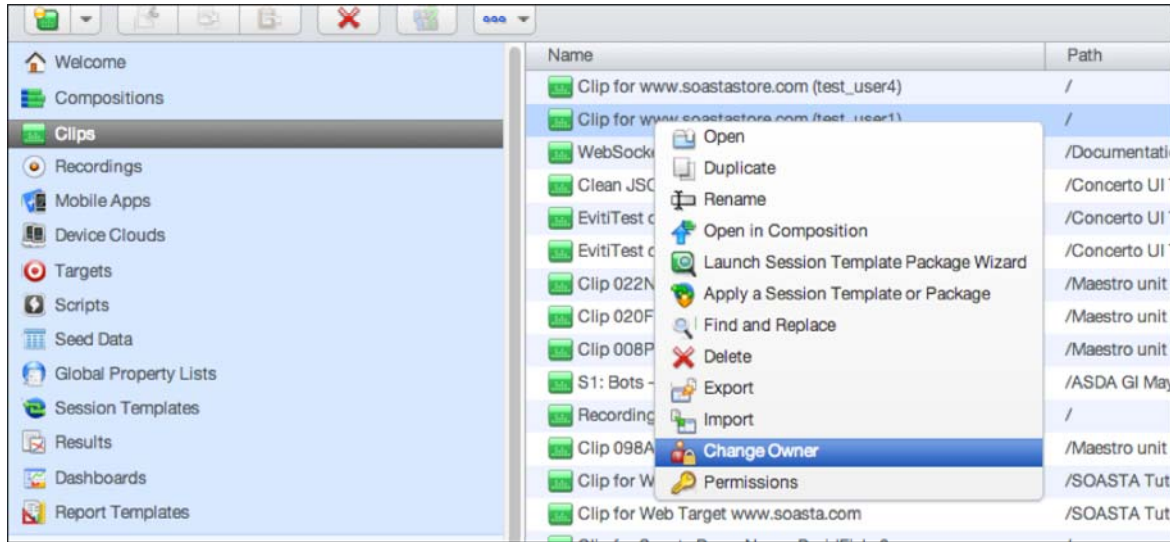 Welcome
Compositions
Clips
Recordings
Mobile Apps
Device Clouds
Targets
Scripts
Seed Data
Global Property Lists
Session Templates
Results
Dashboards
Report Templates
Name Path
Clip for www.soastastore.com (test_user4) /
Clip for www.soastastore.com (test_user1) /
WebSock /Documentati
Clean JSC /Concerto UI
EvitiTest /Concerto UI
EvitiTest /Concerto UI
Clip 022N /Maestro unit
Clip 020F /Maestro unit
Clip 008P /Maestro unit
S1: Bots - /ASDA GI May
Recording /
Clip 098A /Maestro unit
Clip for W /SOASTA Tut
Clip for Web Target www.soasta.com /SOASTA Tut
Open
Duplicate
Rename
Open in Composition
Launch Session Template Package Wizard
Apply a Session Template or Package
Find and Replace
Delete
Export
Import
Change Owner
Permissions